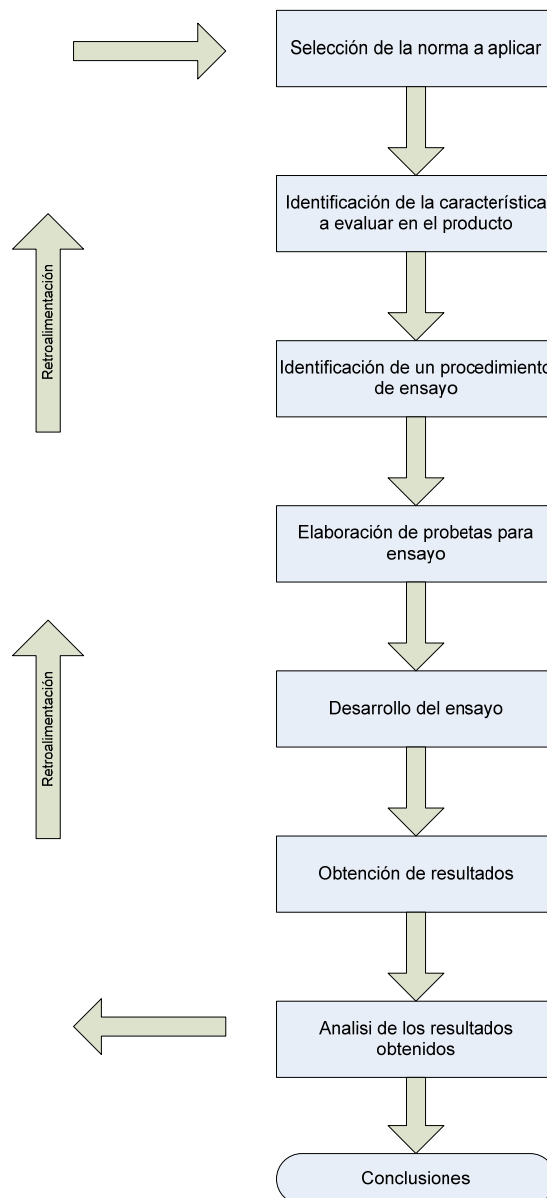 Selección de la norma a aplicar
Identificación de la característica
a evaluar en el producto
Retroalimentación
Identificación de un procedimiento
de ensayo
Elaboración de probetas para
ensayo
Retroalimentación
Desarrollo del ensayo
Obtención de resultados
Analisi de los resultados
obtenidos
Conclusiones